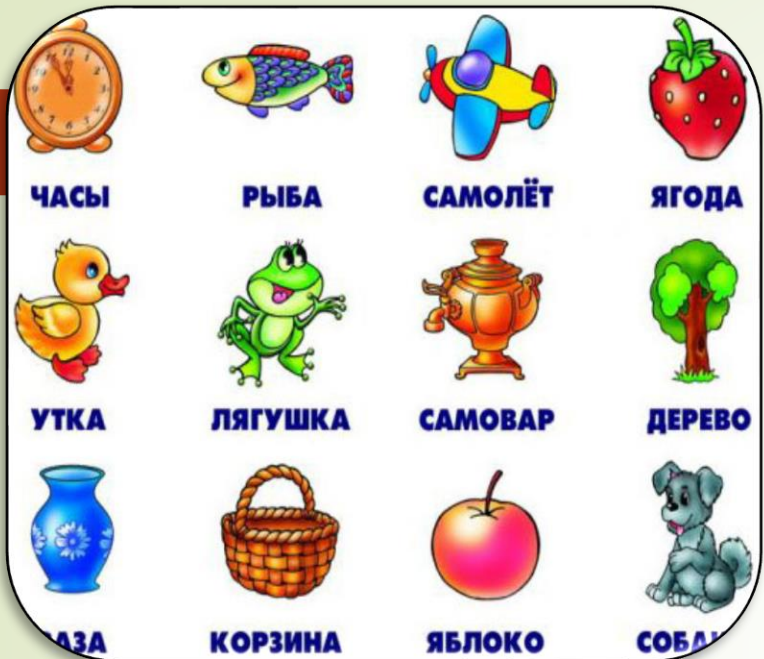 ЧАСЫ РЫБА САМОЛЁТ ЯГОДА
УТКА ЛЯГУШКА САМОВАР ДЕРЕВО
КОРЗИНА ЯБЛОКО